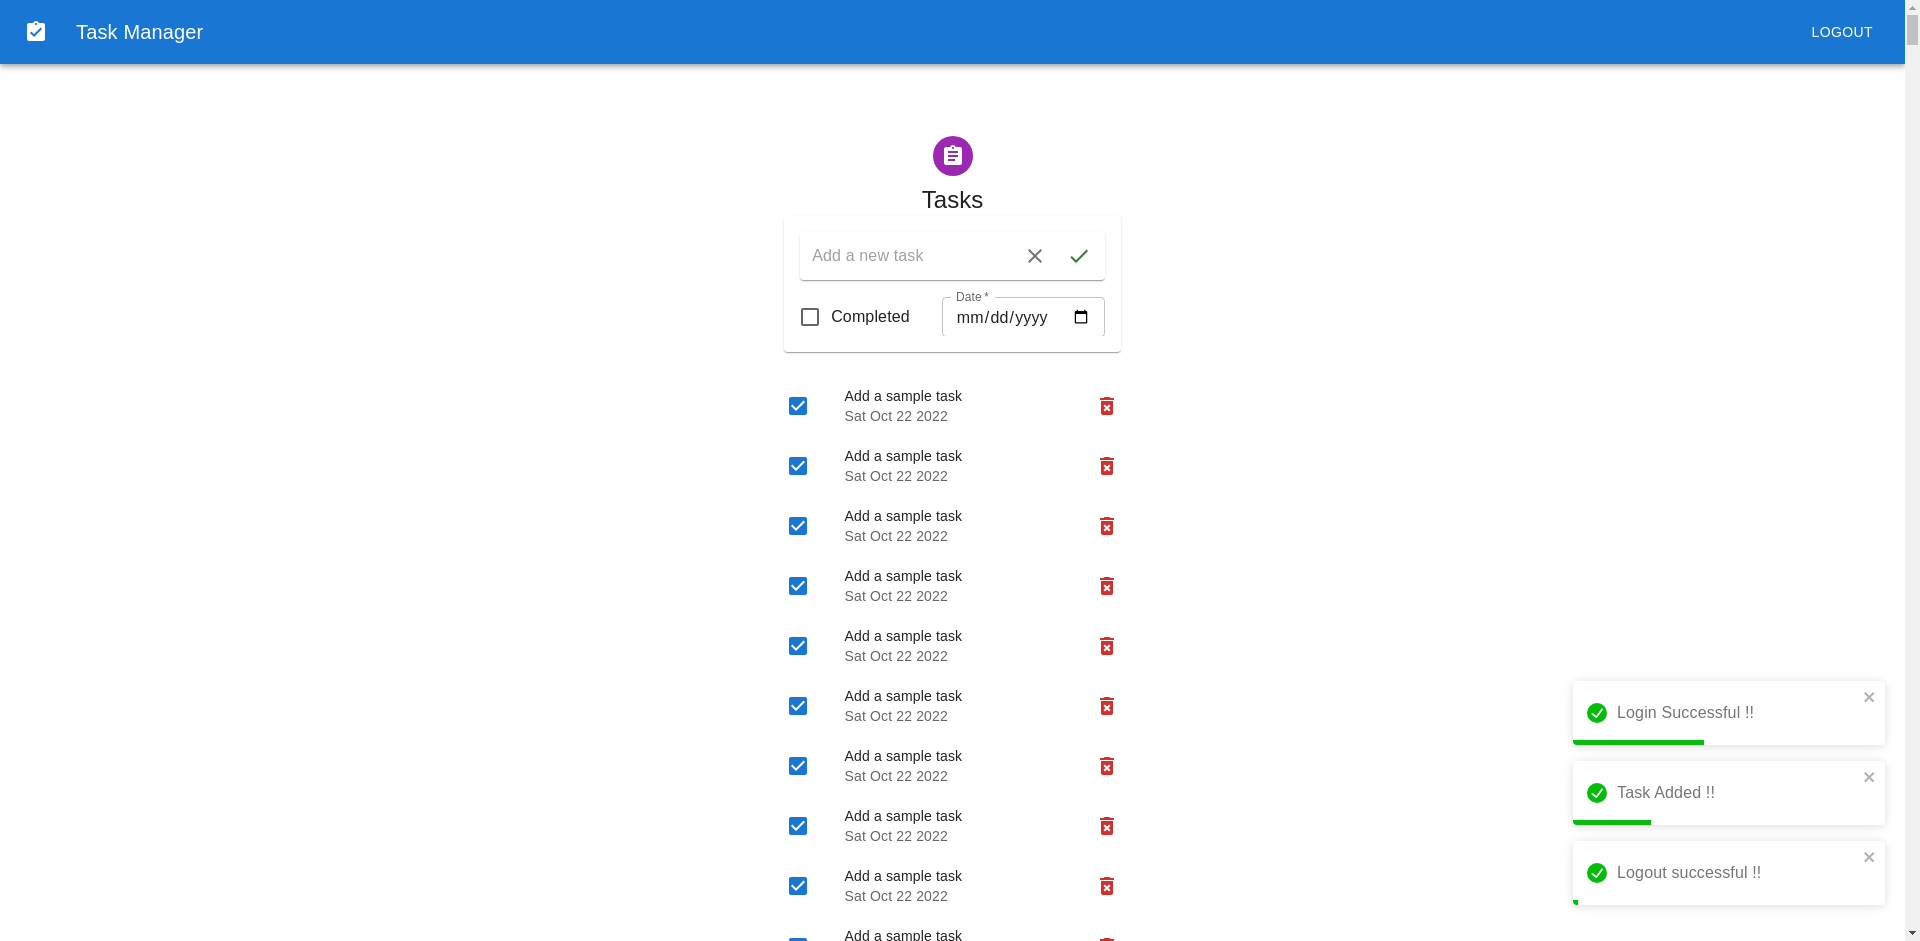 Task Manager
LOGOUT
Tasks
Add a new task
Date *
Completed
mm/dd/yyyy
Add a sample task
Sat Oct 22 2022
Add a sample task
Sat Oct 22 2022
Add a sample task
Sat Oct 22 2022
Add a sample task
Sat Oct 22 2022
Add a sample task
Sat Oct 22 2022
Add a sample task
Sat Oct 22 2022
Add a sample task
Sat Oct 22 2022
Add a sample task
Sat Oct 22 2022
Add a sample task
Sat Oct 22 2022
Add a sample task
Login Successful !!
Task Added !!
Logout successful !!